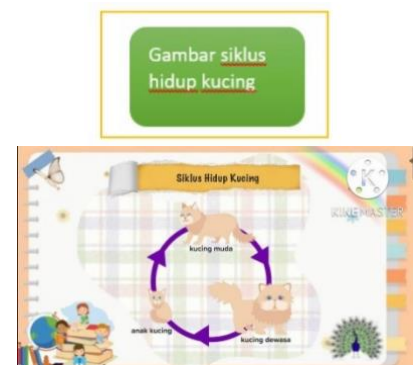 Gambar siklus
hidup kucing
Siklus Hidup Kucing
KINEMASTER
kucing muda
anak kucing
kucing dewasa